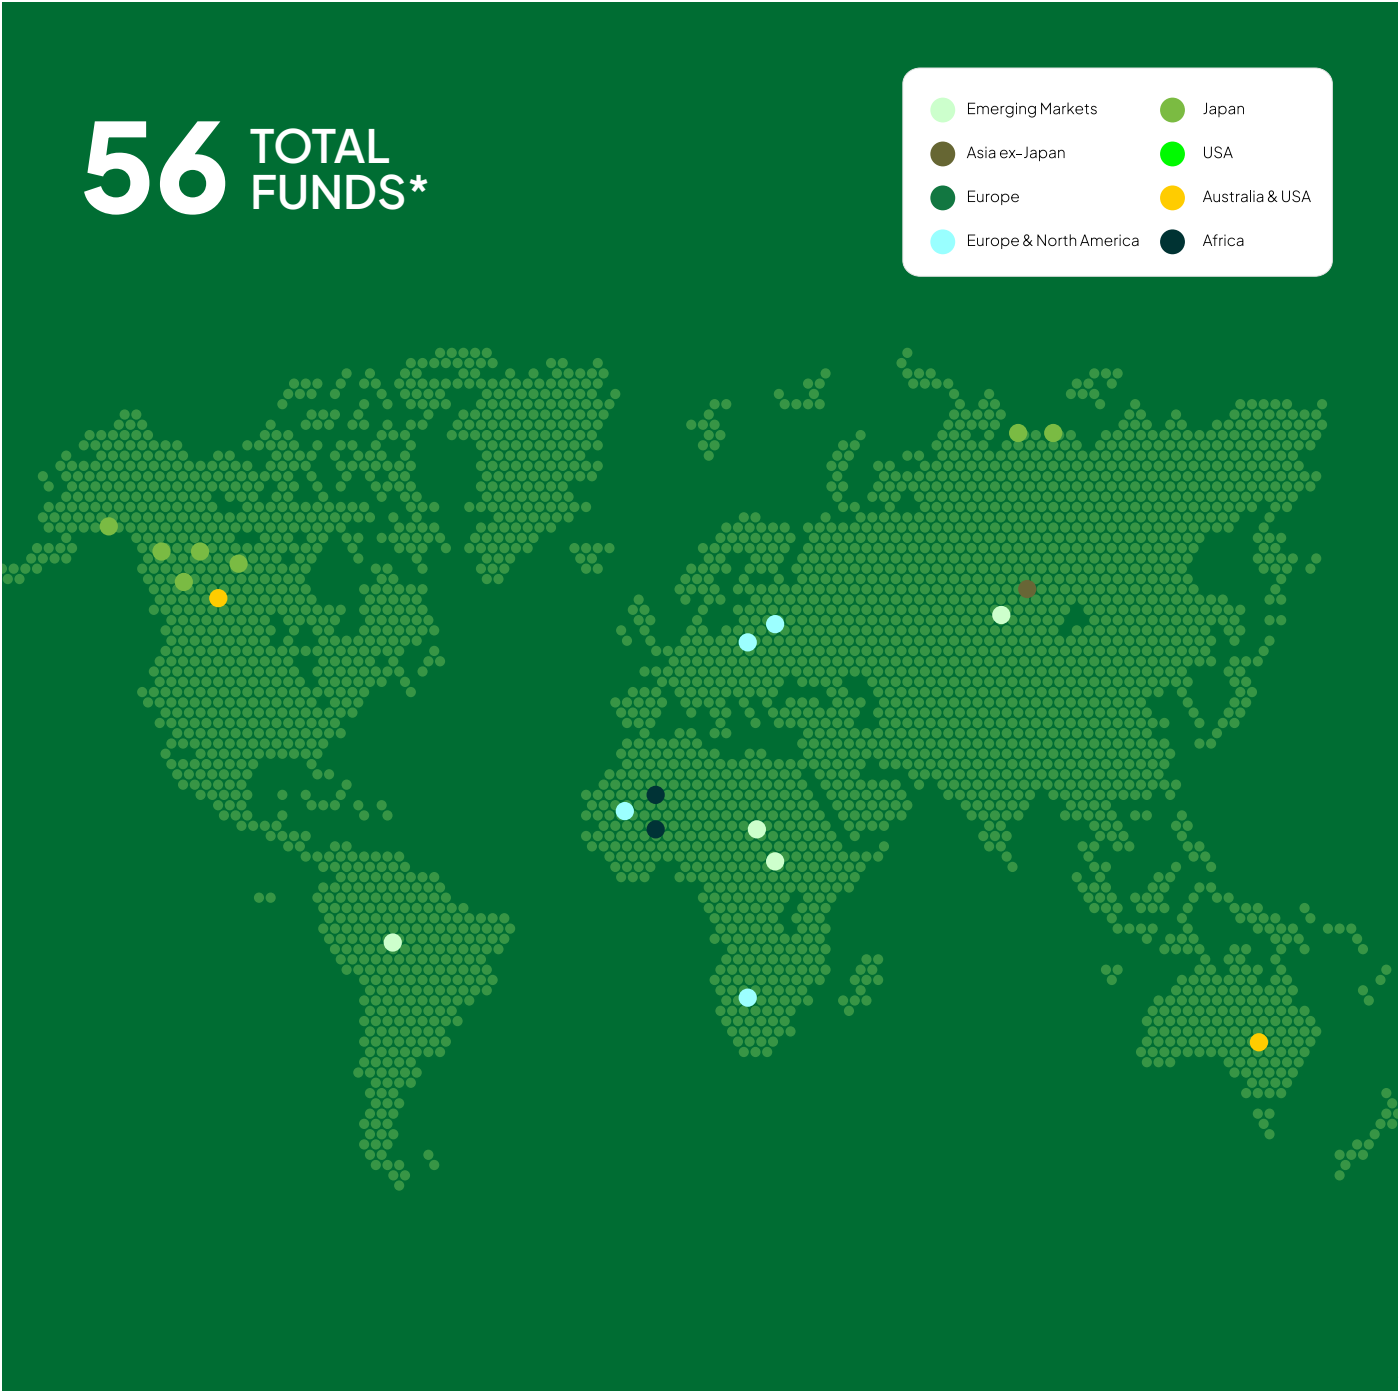 56 TOTAL
FUNDS*
Emerging Markets
Asia ex-Japan
Europe
Europe & North America
Japan
USA
Australia & USA
Africa